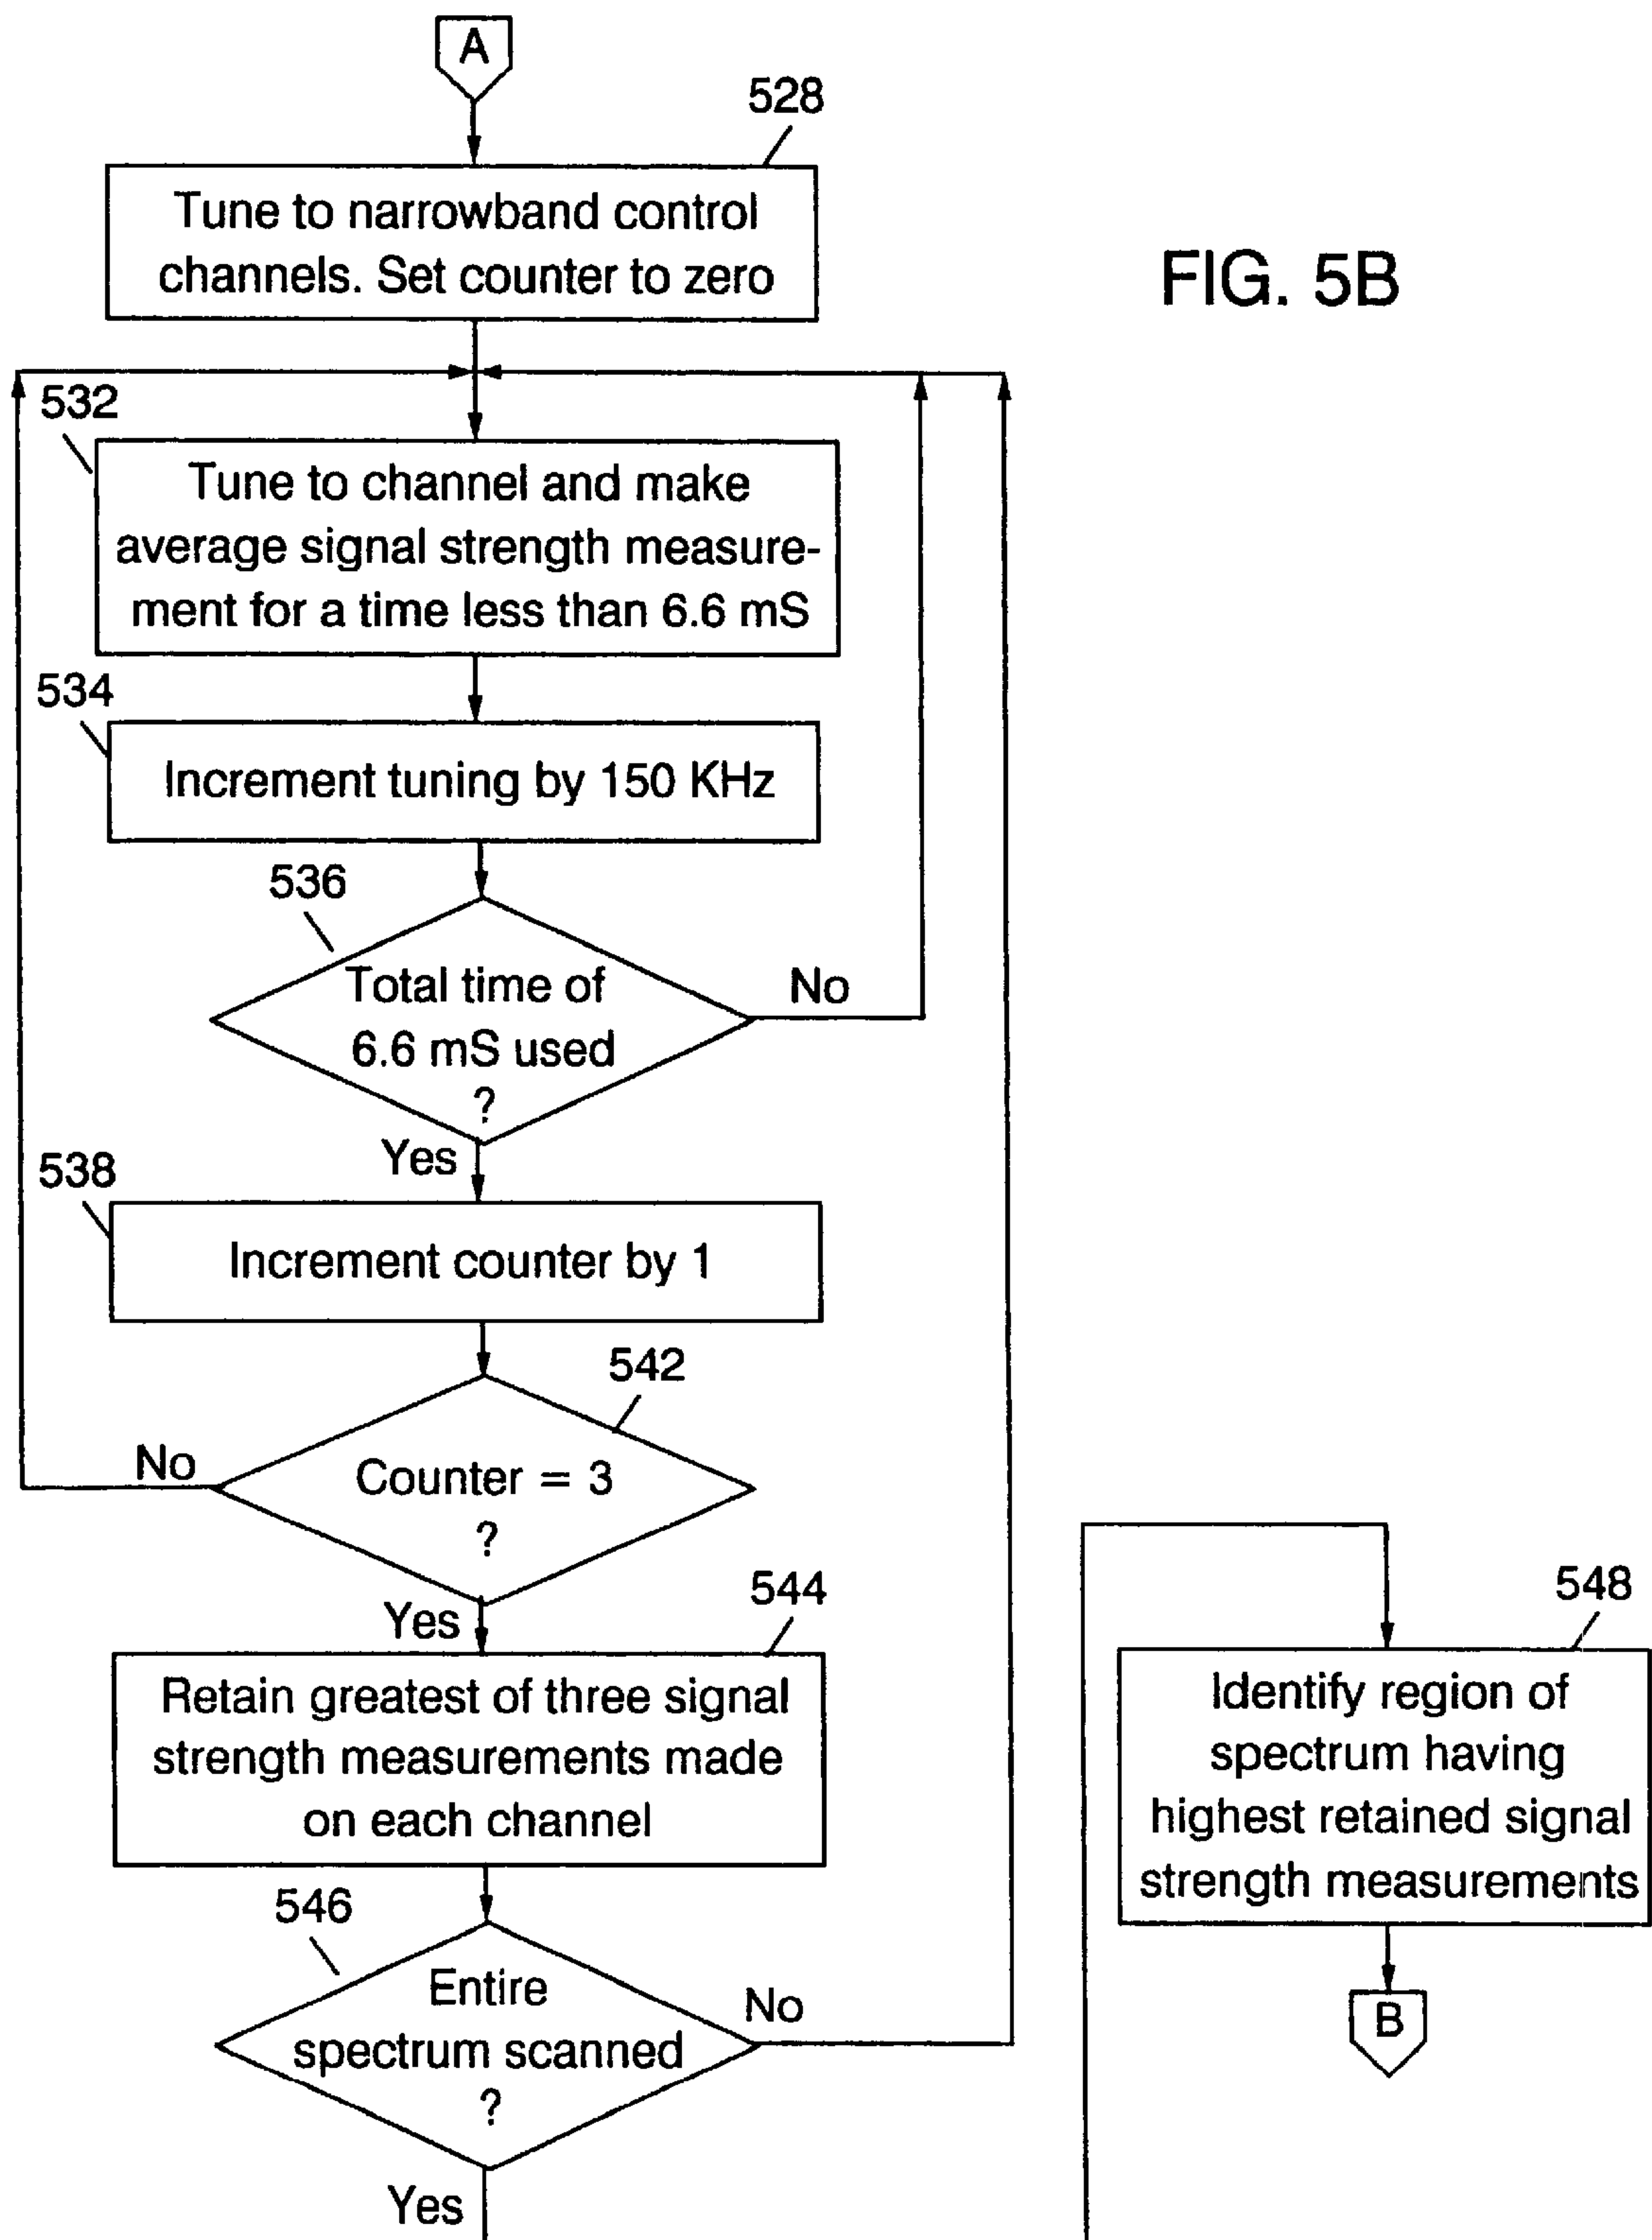 A
528
Tune to narrowband control
channels. Set counter to zero
FIG. 5B
532
Tune to channel and make
average signal strength measure-
ment for a time less than 6.6 mS
534
Increment tuning by 150 KHz
536
Total time of
6.6 mS used
?
No
Yes
538
Increment counter by 1
542
Counter = 3
?
No
Yes
544
Retain greatest of three signal
strength measurements made
on each channel
546
Entire
spectrum scanned
?
No
Yes
548
Identify region of
spectrum having
highest retained signal
strength measurements
B